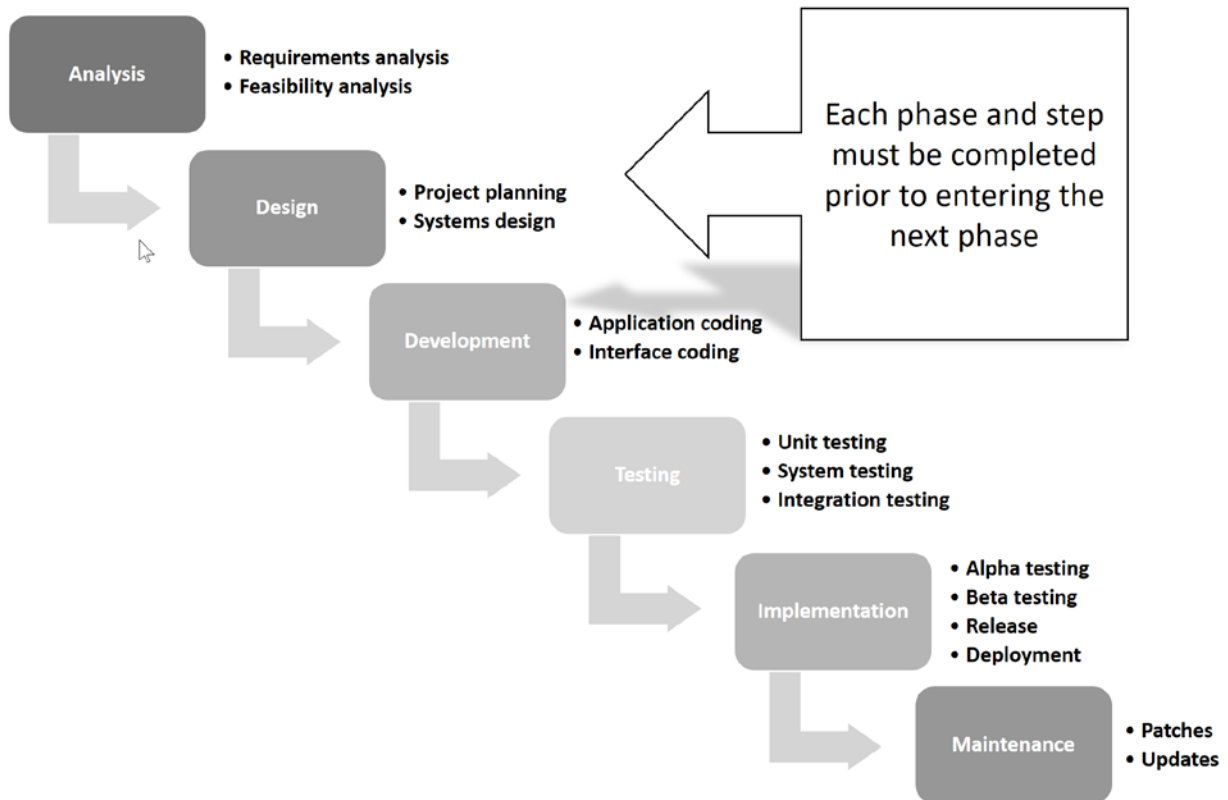 Analysis
• Requirements analysis
• Feasibility analysis
Each phase and step
must be completed
prior to entering the
next phase
Design
• Project planning
• Systems design
Development
• Application coding
• Interface coding
Testing
• Unit testing
• System testing
• Integration testing
Implementation
• Alpha testing
• Beta testing
• Release
• Deployment
Maintenance
• Patches
• Updates